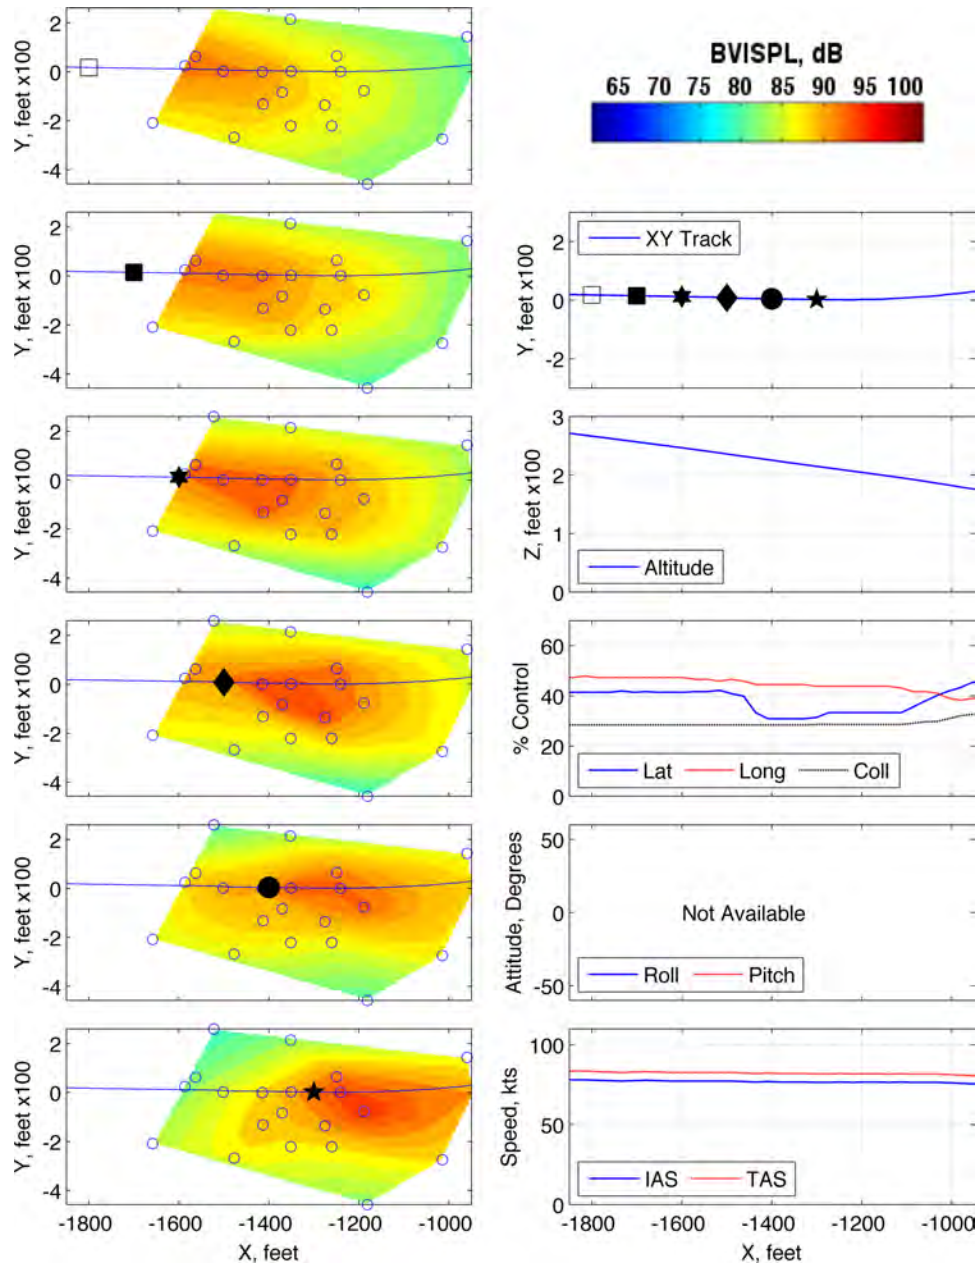 BVISPL, dB
65 70 75 80 85 90 95 100
2
0
-2
-4
Y, feet x100
2
0
-2
-4
Y, feet x100
XY Track
2
0
-2
Y, feet x100
2
0
-2
-4
Y, feet x100
3
2
1
0
Z, feet x100
Altitude
2
0
-2
-4
Y, feet x100
60
40
20
0
% Control
Lat Long Coll
2
0
-2
-4
Y, feet x100
50
0
-50
Attitude, Degrees
Not Available
Roll Pitch
2
0
-2
-4
Y, feet x100
-1800 -1600 -1400 -1200 -1000
X, feet
100
50
0
Speed, kts
IAS TAS
-1800 -1600 -1400 -1200 -1000
X, feet